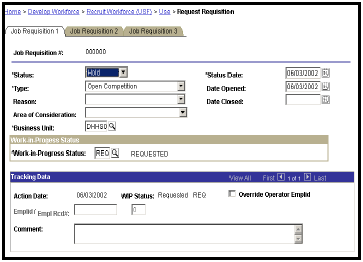 Home > Develop Workforce > Recruit Workforce (USF) > Use > Request Requisition
Job Requisition 1 Job Requisition 2 Job Requisition 3
Job Requisition #: 000000
*Status: Hold *Status Date: 06/03/2002
*Type: Open Competition Date Opened: 06/03/2002
Reason: Date Closed:
Area of Consideration:
*Business Unit: DHHS0
Work-in-Progress Status
*Work-in-Progress Status: REQ REQUESTED
Tracking Data View All First 1 of 1 Last
Action Date: 06/03/2002 WIP Status: Requested REQ Override Operator Emplid
Emplid / Empl Rcd#: 0
Comment: